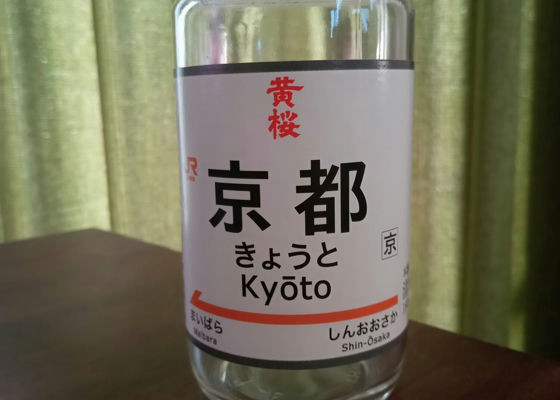 黄桜
JR
京都
京
きょうと
Kyōto
まいばら
Maibara
しんおおさか
Shin-Ōsaka